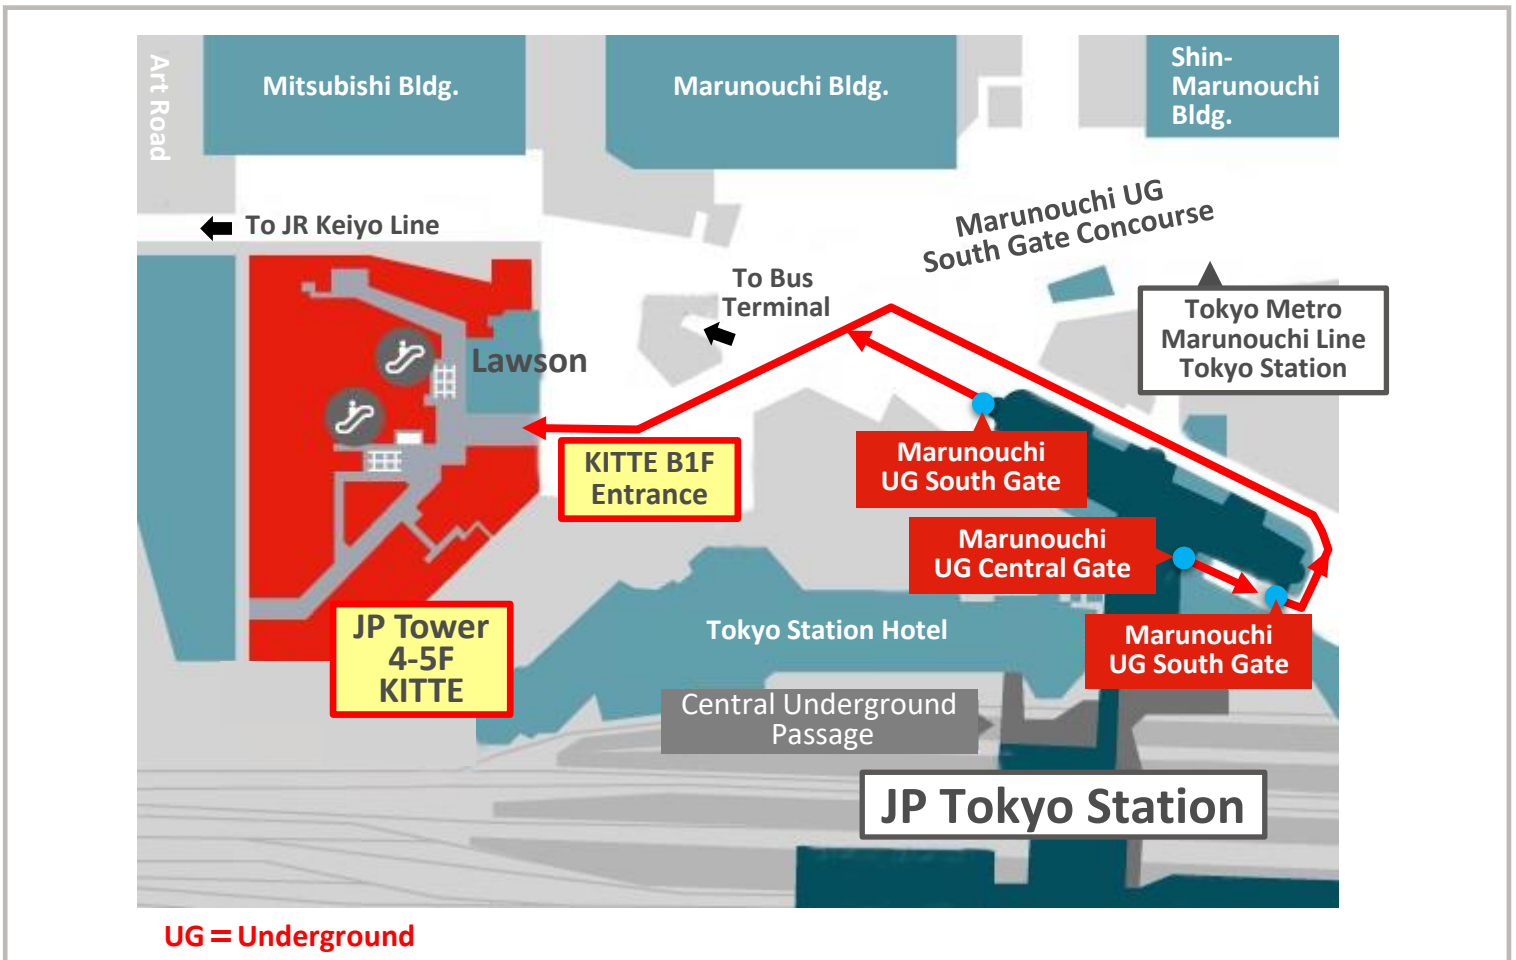 Art Road
Mitsubishi Bldg.
Marunouchi Bldg.
Shin-
Marunouchi
Bldg.
To JR Keiyo Line
Marunouchi UG
South Gate Concourse
To Bus
Terminal
Tokyo Metro
Marunouchi Line
Tokyo Station
Lawson
KITTE B1F
Entrance
Marunouchi
UG South Gate
Marunouchi
UG Central Gate
JP Tower
4-5F
KITTE
Tokyo Station Hotel
Marunouchi
UG South Gate
Central Underground
Passage
JP Tokyo Station
UG＝Underground